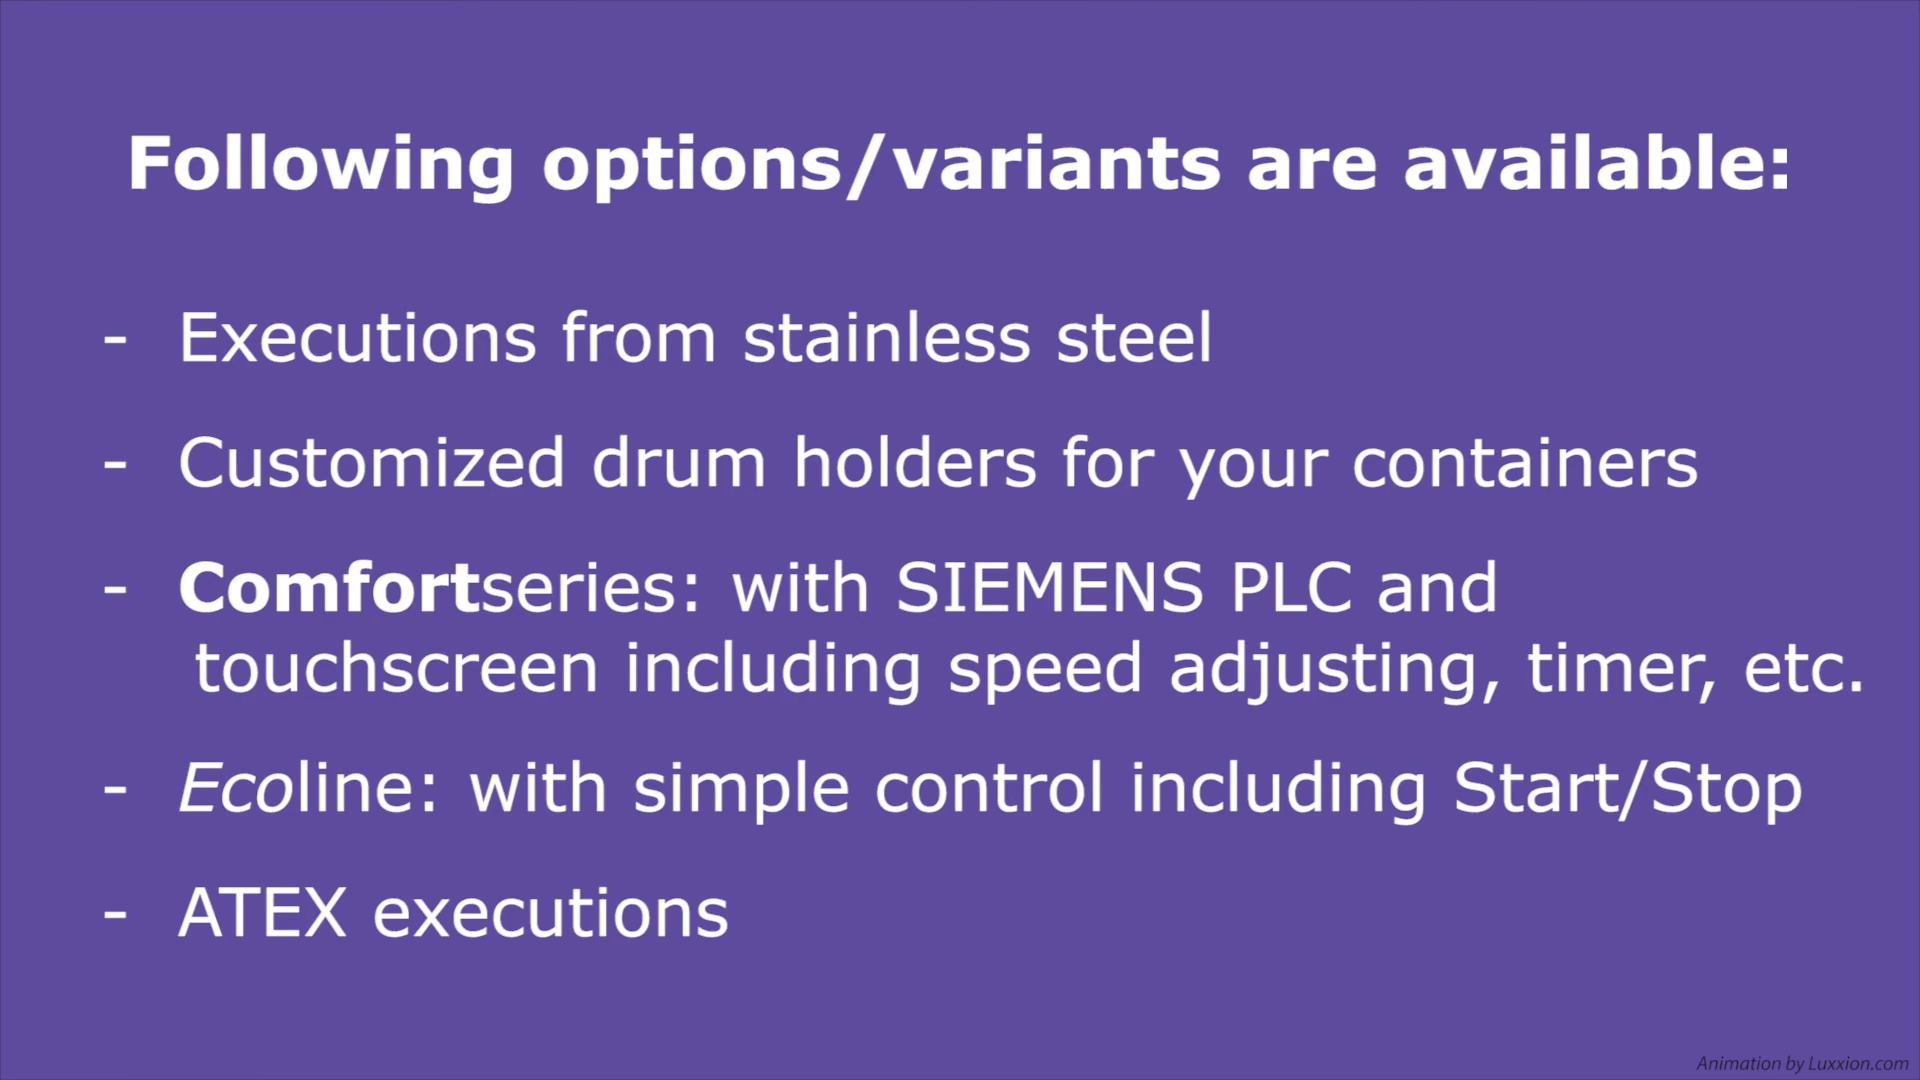 Following options/variants are available:
- Executions from stainless steel
- Customized drum holders for your containers
- Comfortseries: with SIEMENS PLC and
touchscreen including speed adjusting, timer, etc.
- Ecoline: with simple control including Start/Stop
- ATEX executions
Animation by Luxxion.com